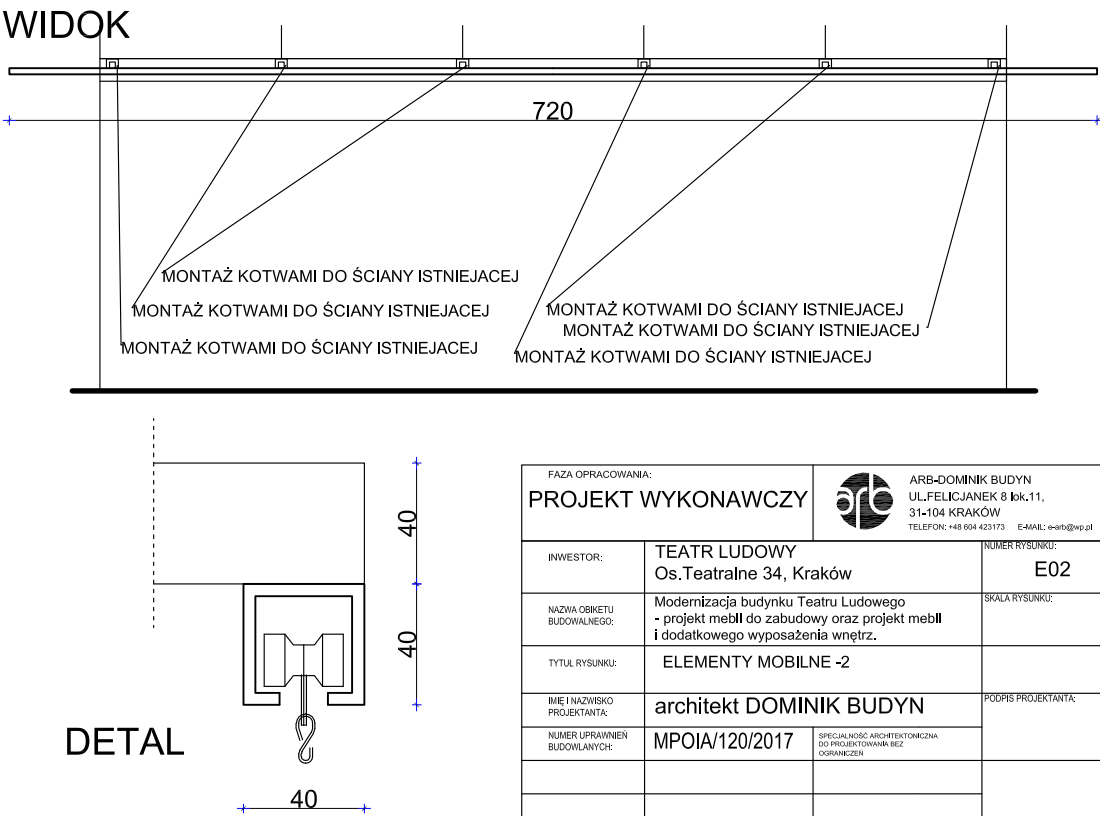 WIDOK
720
MONTAŻ KOTWAMI DO ŚCIANY ISTNIEJACEJ
MONTAŻ KOTWAMI DO ŚCIANY ISTNIEJACEJ
MONTAŻ KOTWAMI DO ŚCIANY ISTNIEJACEJ
MONTAŻ KOTWAMI DO ŚCIANY ISTNIEJACEJ
MONTAŻ KOTWAMI DO ŚCIANY ISTNIEJACEJ
MONTAŻ KOTWAMI DO ŚCIANY ISTNIEJACEJ
40
40
DETAL
40
FAZA OPRACOWANIA:
PROJEKT WYKONAWCZY
arb
ARB-DOMINIK BUDYN
UL.FELICJANEK 8 lok.11,
31-104 KRAKÓW
TELEFON: +48 604 423173 E-MAIL: e-arb@wp.pl
INWESTOR:
TEATR LUDOWY
Os.Teatralne 34, Kraków
NUMER RYSUNKU:
E02
NAZWA OBIKETU
BUDOWALNEGO:
Modernizacja budynku Teatru Ludowego
- projekt mebli do zabudowy oraz projekt mebli
i dodatkowego wyposażenia wnętrz.
SKALA RYSUNKU:
TYTUŁ RYSUNKU:
ELEMENTY MOBILNE -2
IMIĘ I NAZWISKO
PROJEKTANTA:
architekt DOMINIK BUDYN
PODPIS PROJEKTANTA:
NUMER UPRAWNIEŃ
BUDOWLANYCH:
MPOIA/120/2017
SPECJALNOŚĆ ARCHITEKTONICZNA
DO PROJEKTOWANIA BEZ
OGRANICZEŃ